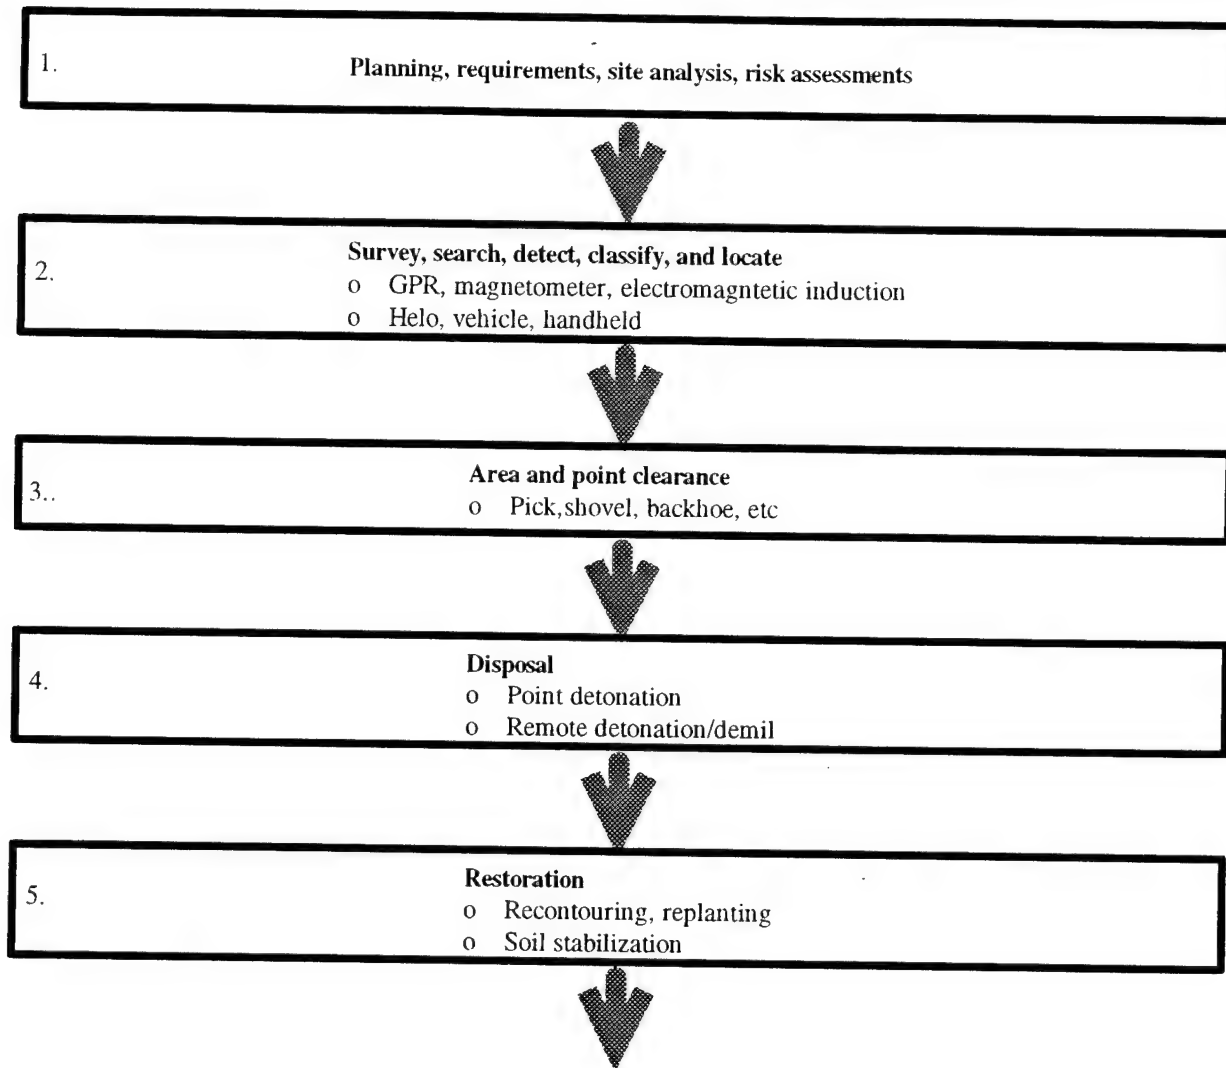 1. Planning, requirements, site analysis, risk assessments
2. Survey, search, detect, classify, and locate
o GPR, magnetometer, electromagntetic induction
o Helo, vehicle, handheld
3.. Area and point clearance
o Pick,shovel, backhoe, etc
4. Disposal
o Point detonation
o Remote detonation/demil
5. Restoration
o Recontouring, replanting
o Soil stabilization